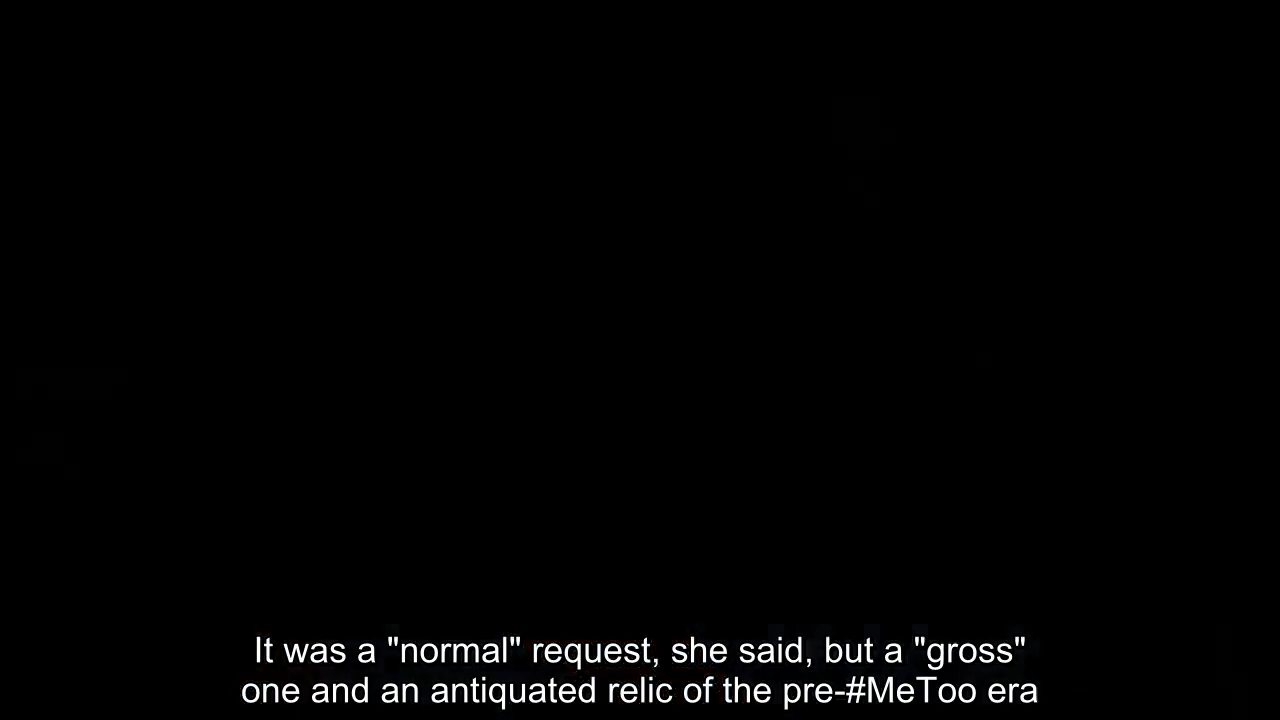 It was a "normal" request, she said, but a "gross"
one and an antiquated relic of the pre-#MeToo era